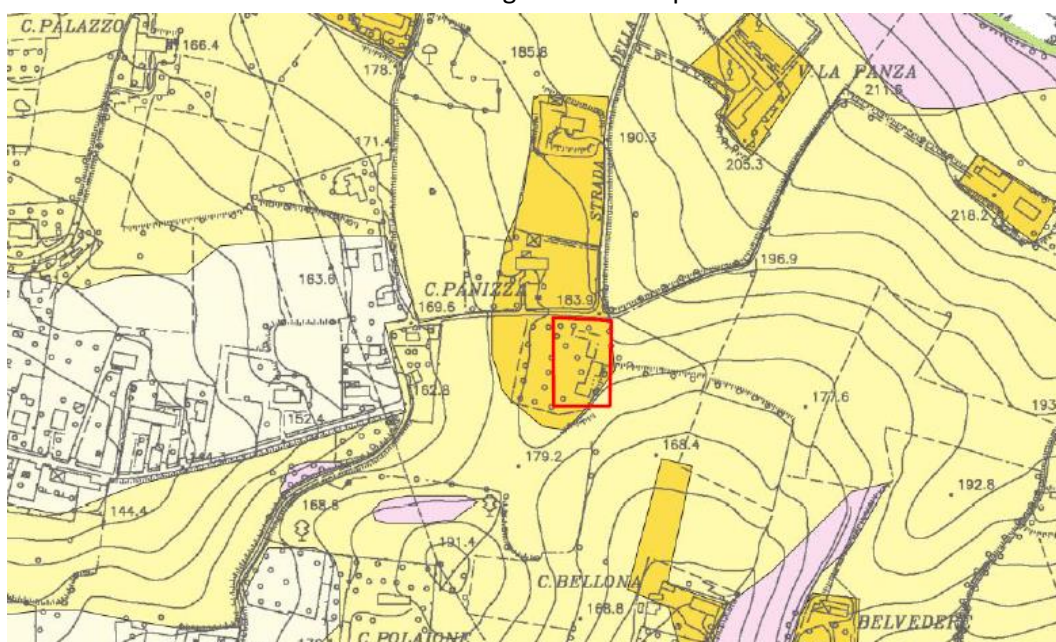 C. PALAZZO
166.4
178.
185.8
DELLA
V. LA PANZA
211.6
171.4
190.3
205.3
STRADA
218.2
163.6
196.9
C. PANIZZA
169.6
183.9
162.8
177.6
193
152.4
168.4
179.2
192.8
144.4
168.8
191.4
C. BELLONA
168.8
BELVEDERE
C. POLAIONE